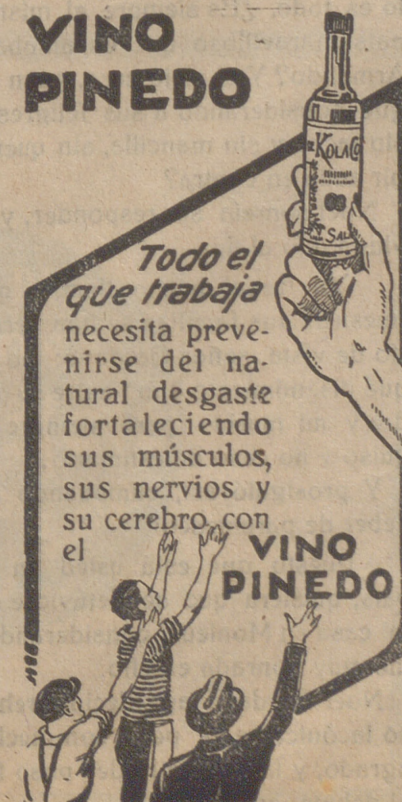 VINO
PINEDO
KOLA
Todo el
que trabaja
necesita preve-
nirse del na-
tural desgaste
fortaleciendo
sus músculos,
sus nervios y
su cerebro con
el
VINO
PINEDO